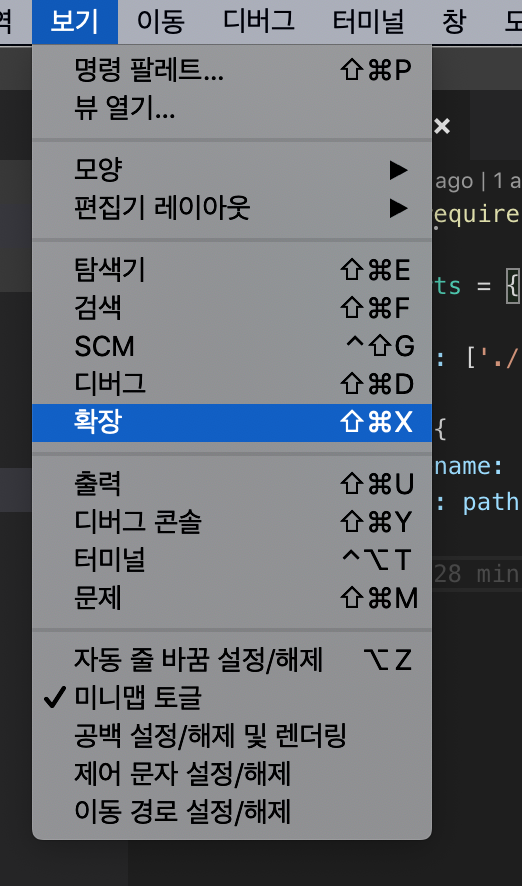 역 보기 이동 디버그 터미널 창 도
명령 팔레트... ⇧⌘P
뷰 열기...
모양 ▶
편집기 레이아웃 ▶
탐색기 ⇧⌘E
검색 ⇧⌘F
SCM ^⇧G
디버그 ⇧⌘D
확장 ⇧⌘X
출력 ⇧⌘U
디버그 콘솔 ⇧⌘Y
터미널 ^⌥T
문제 ⇧⌘M
자동 줄 바꿈 설정/해제 ⌥Z
✓ 미니맵 토글
공백 설정/해제 및 렌더링
제어 문자 설정/해제
이동 경로 설정/해제
×
ago | 1 a
equire
ts = {
: ['./
{
name:
: path
28 min